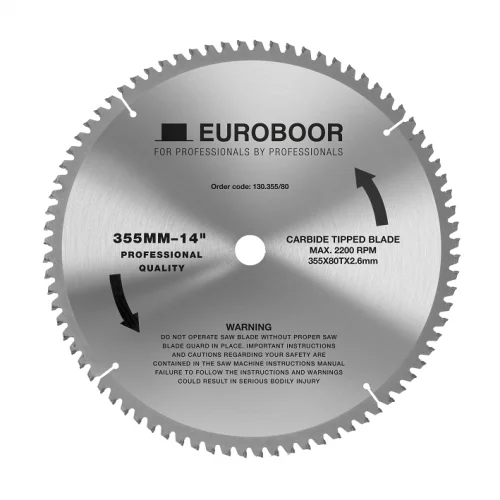 EUROBOOR
FOR PROFESSIONALS BY PROFESSIONALS
Order code: 130.355/80
355MM-14"
PROFESSIONAL
QUALITY
CARBIDE TIPPED BLADE
MAX. 2200 RPM
355X80TX2.6mm
WARNING
DO NOT OPERATE SAW BLADE WITHOUT PROPER SAW
BLADE GUARD IN PLACE. IMPORTANT INSTRUCTIONS
AND CAUTIONS REGARDING YOUR SAFETY ARE
CONTAINED IN THE SAW MACHINE INSTRUCTIONS MANUAL
FAILURE TO FOLLOW THE INSTRUCTIONS AND WARNINGS
COULD RESULT IN SERIOUS BODILY INJURY